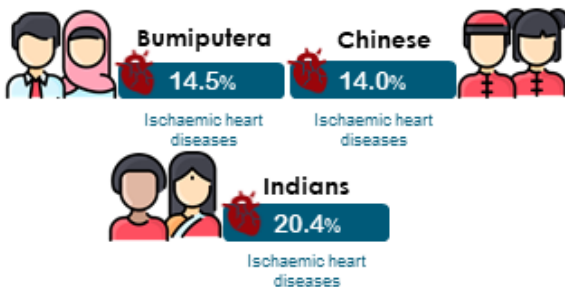 Bumiputera
14.5%
Ischaemic heart
diseases
Chinese
14.0%
Ischaemic heart
diseases
Indians
20.4%
Ischaemic heart
diseases